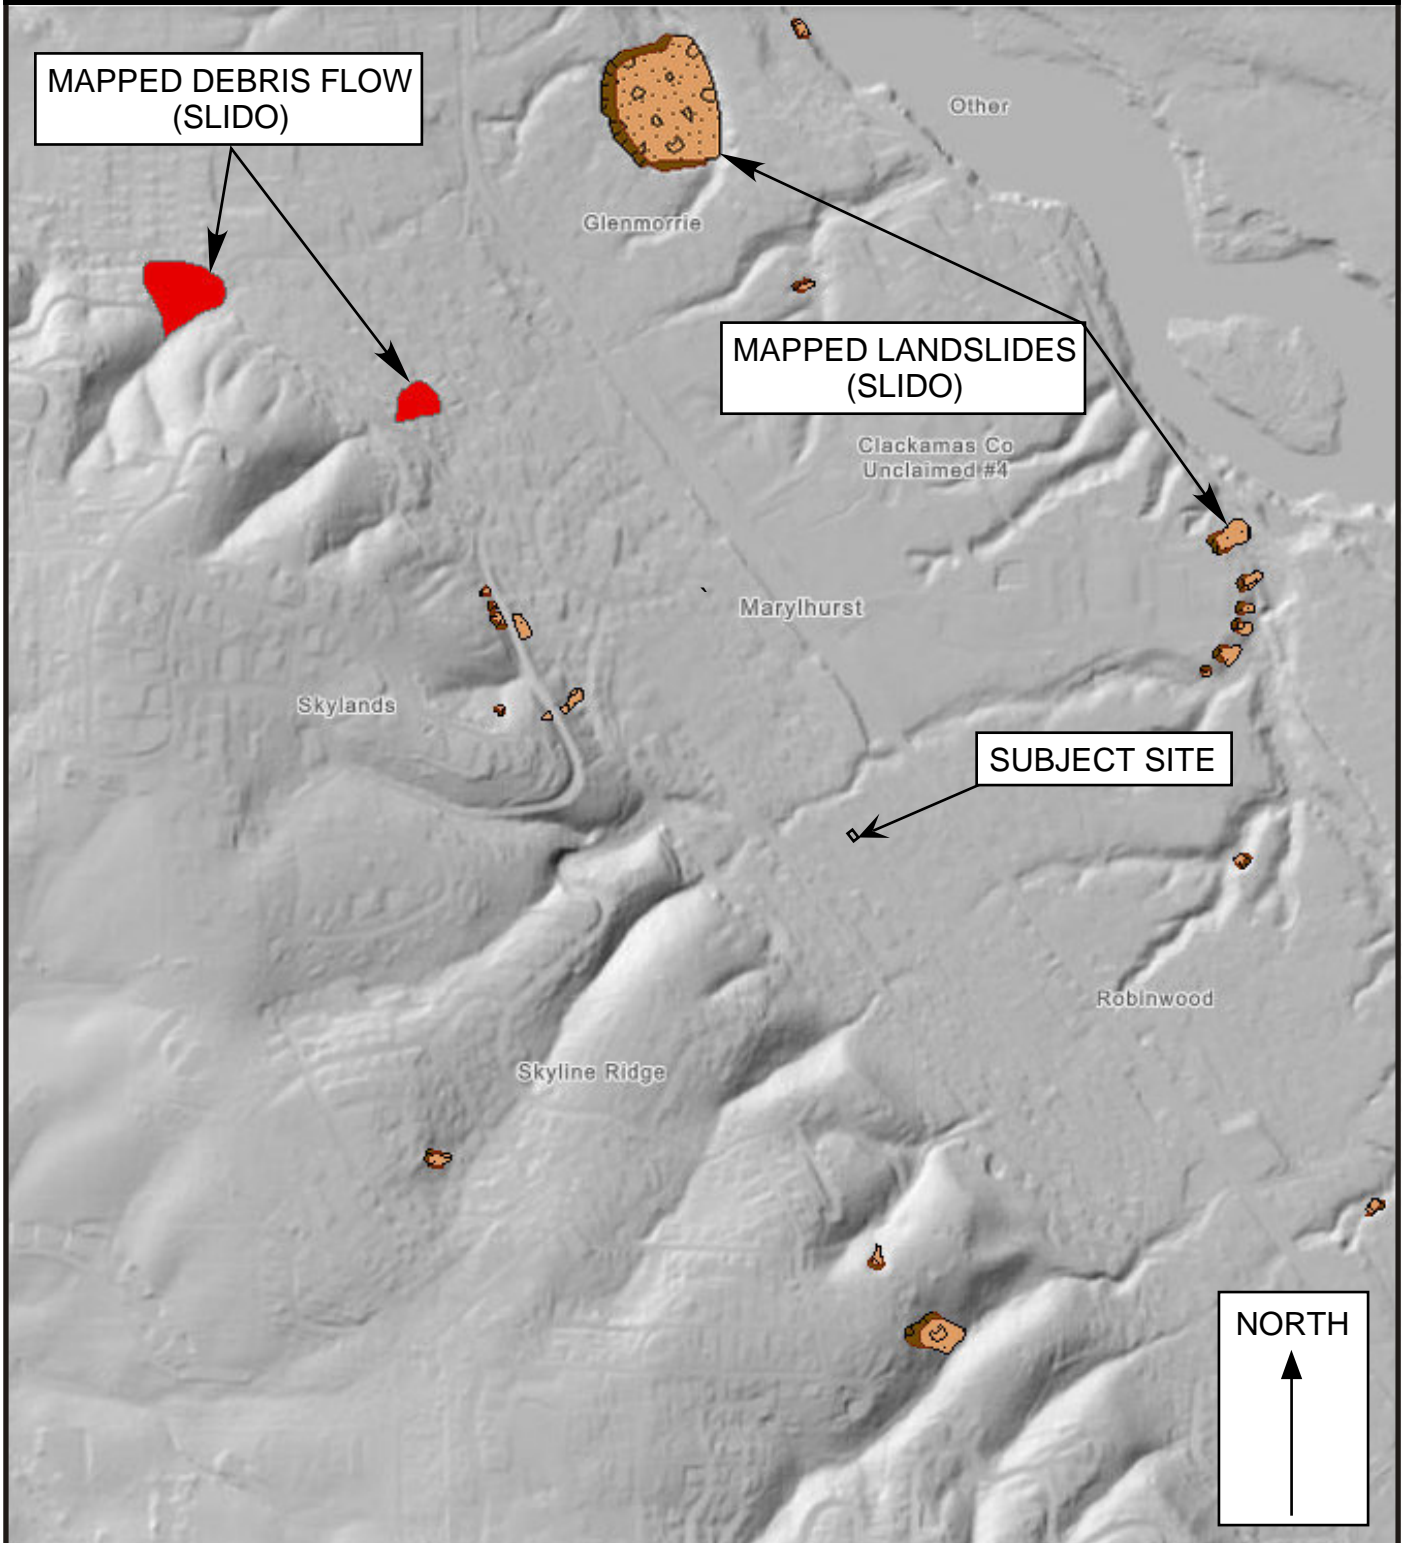 MAPPED DEBRIS FLOW
(SLIDO)
Other
Glenmorrie
MAPPED LANDSLIDES
(SLIDO)
Clackamas Co
Unclaimed #4
Marylhurst
Skylands
SUBJECT SITE
Robinwood
Skyline Ridge
NORTH